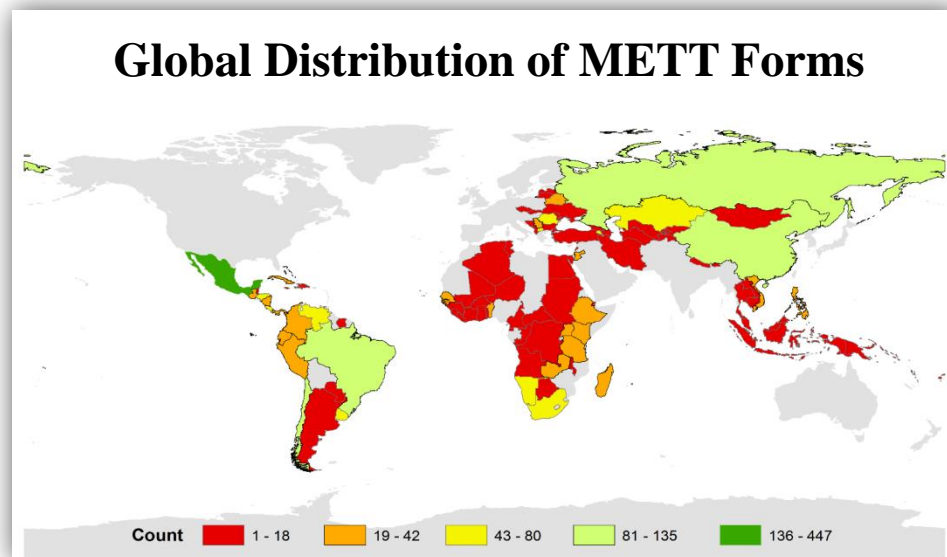 Global Distribution of METT Forms
Count 1 - 18 19 - 42 43 - 80 81 - 135 136 - 447